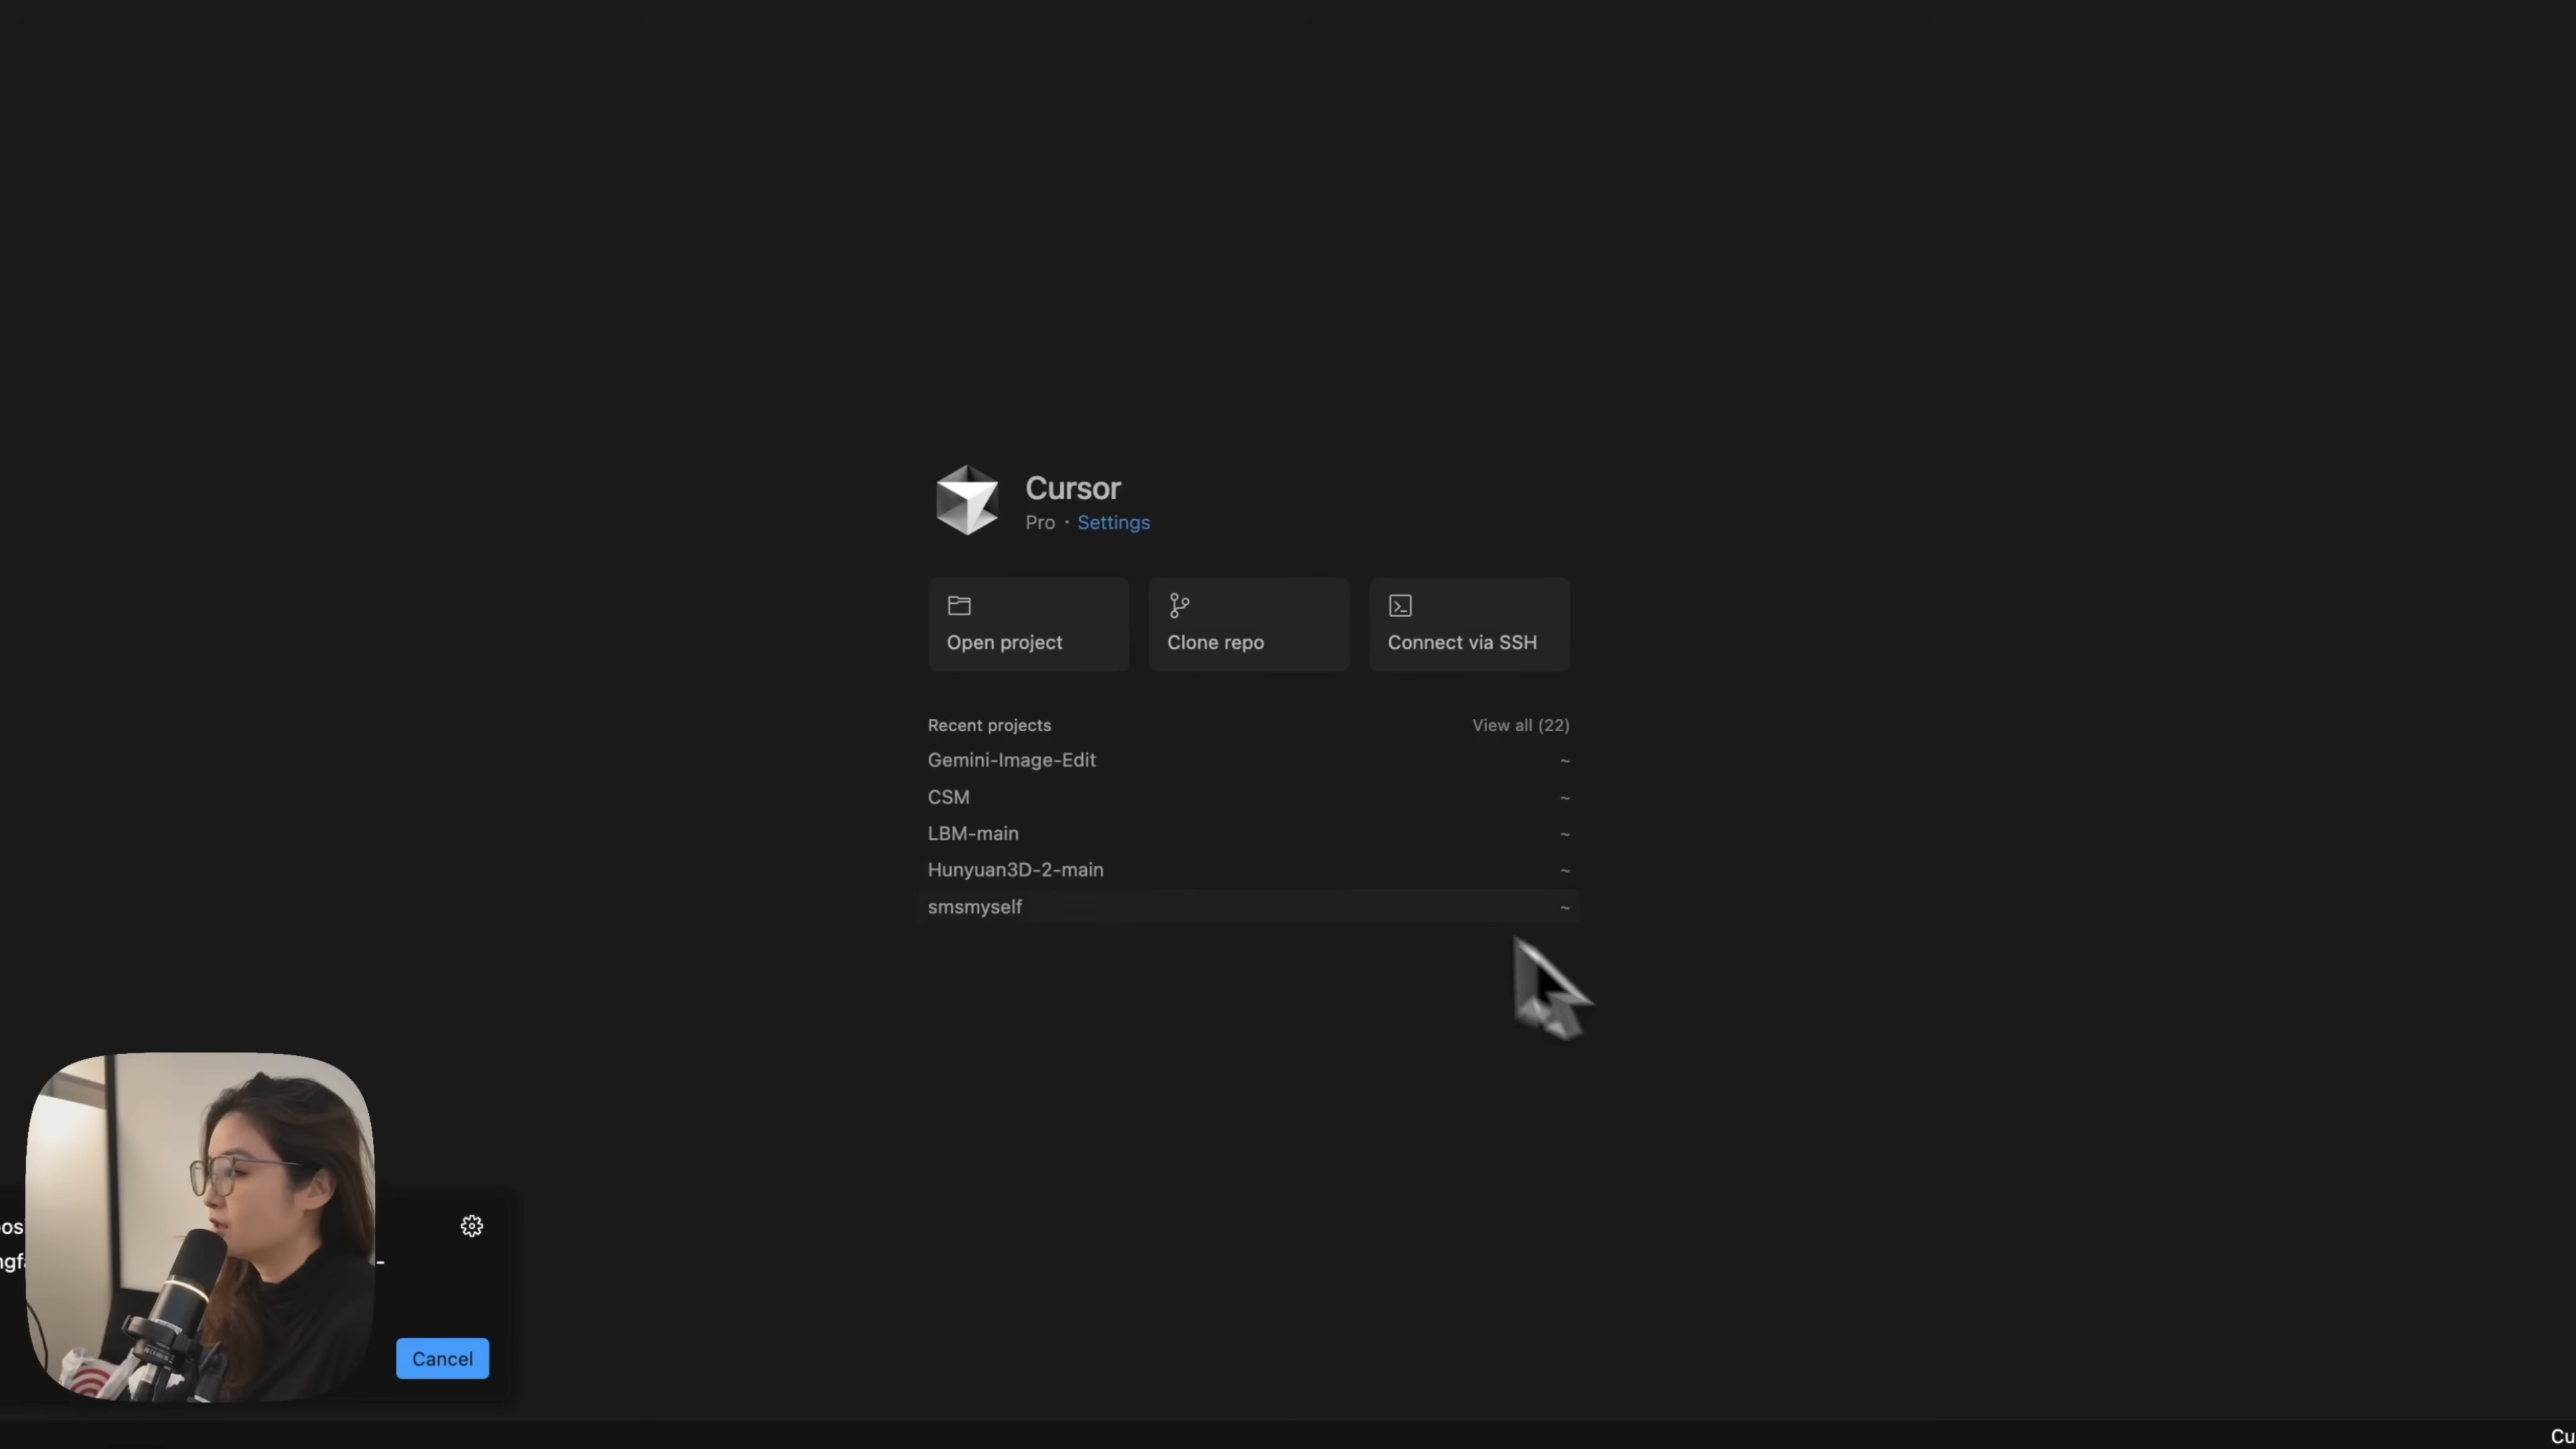 Cursor
Pro · Settings
Open project
Clone repo
Connect via SSH
Recent projects
View all (22)
Gemini-Image-Edit ~
CSM ~
LBM-main ~
Hunyuan3D-2-main ~
smsmyself ~
Cancel